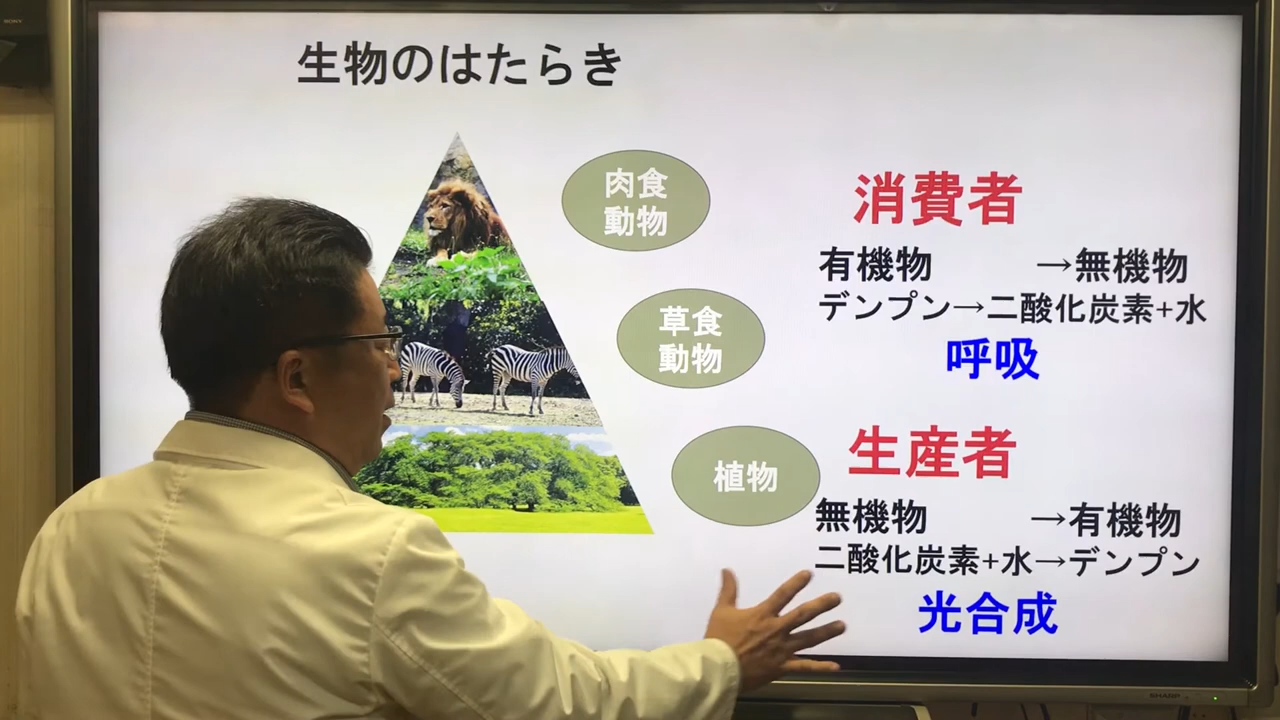 SONY
生物のはたらき
肉食
動物
草食
動物
植物
消費者
有機物 →無機物
デンプン→二酸化炭素+水
呼吸
生産者
無機物 →有機物
二酸化炭素+水→デンプン
光合成
SHARP